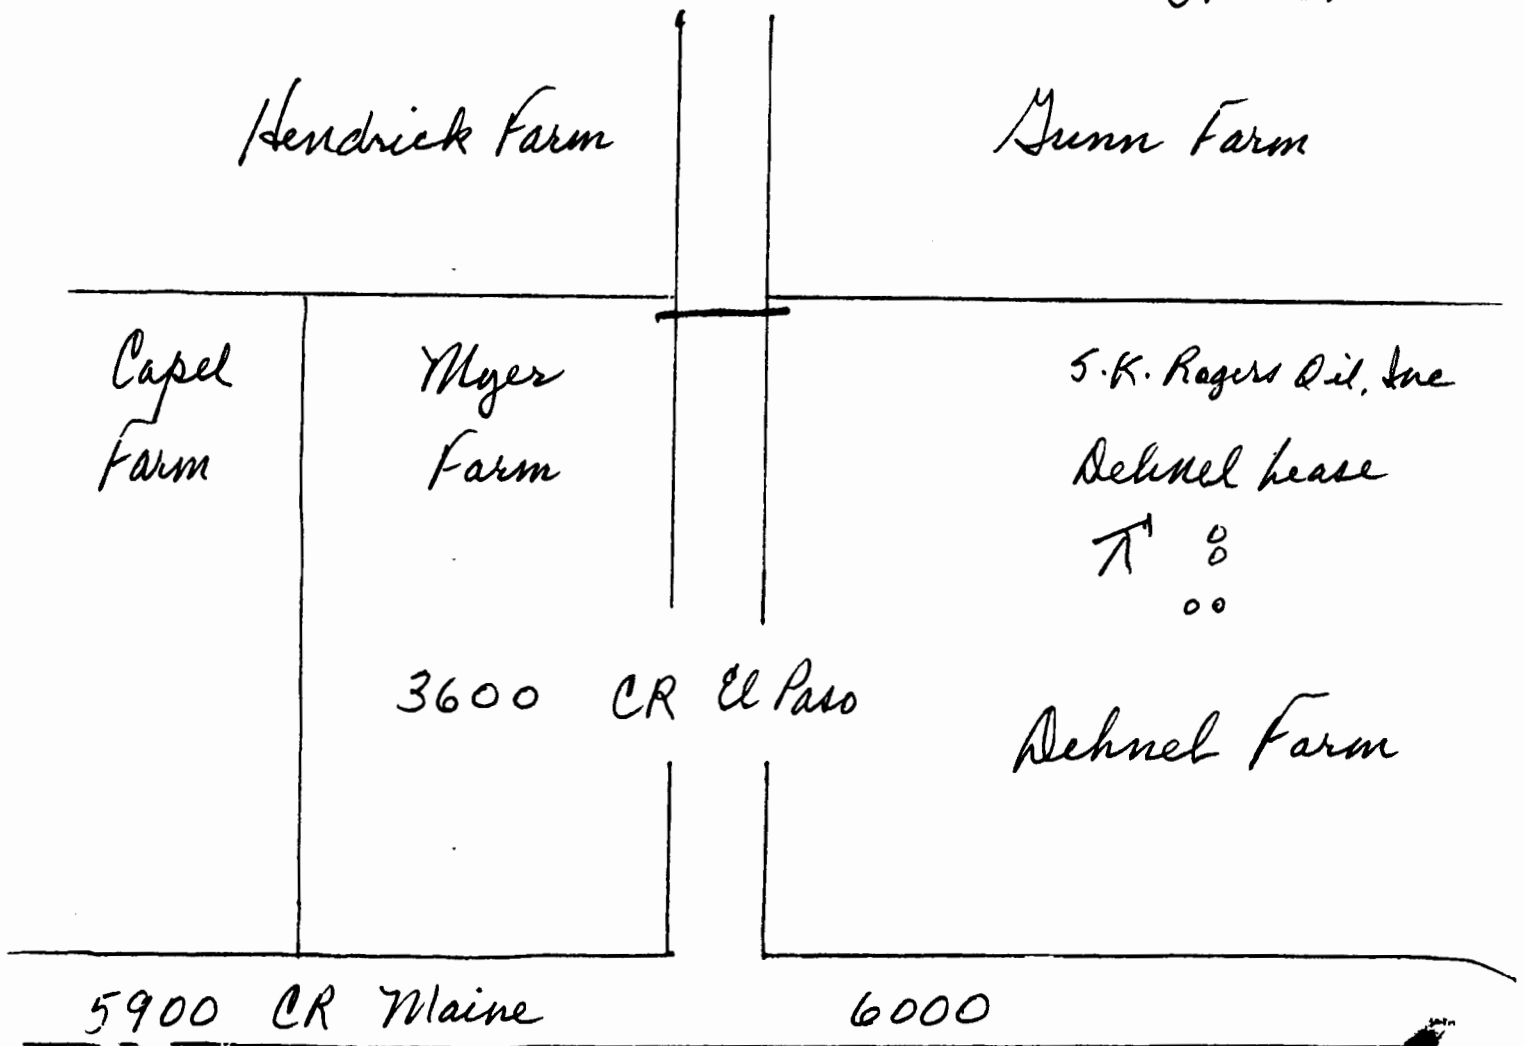 Hendrick Farm
Gunn Farm
Capel
Farm
Myer
Farm
S.K. Rogers Oil, Inc
Dehnel Lease
3600 CR El Paso
Dehnel Farm
5900 CR Maine
6000